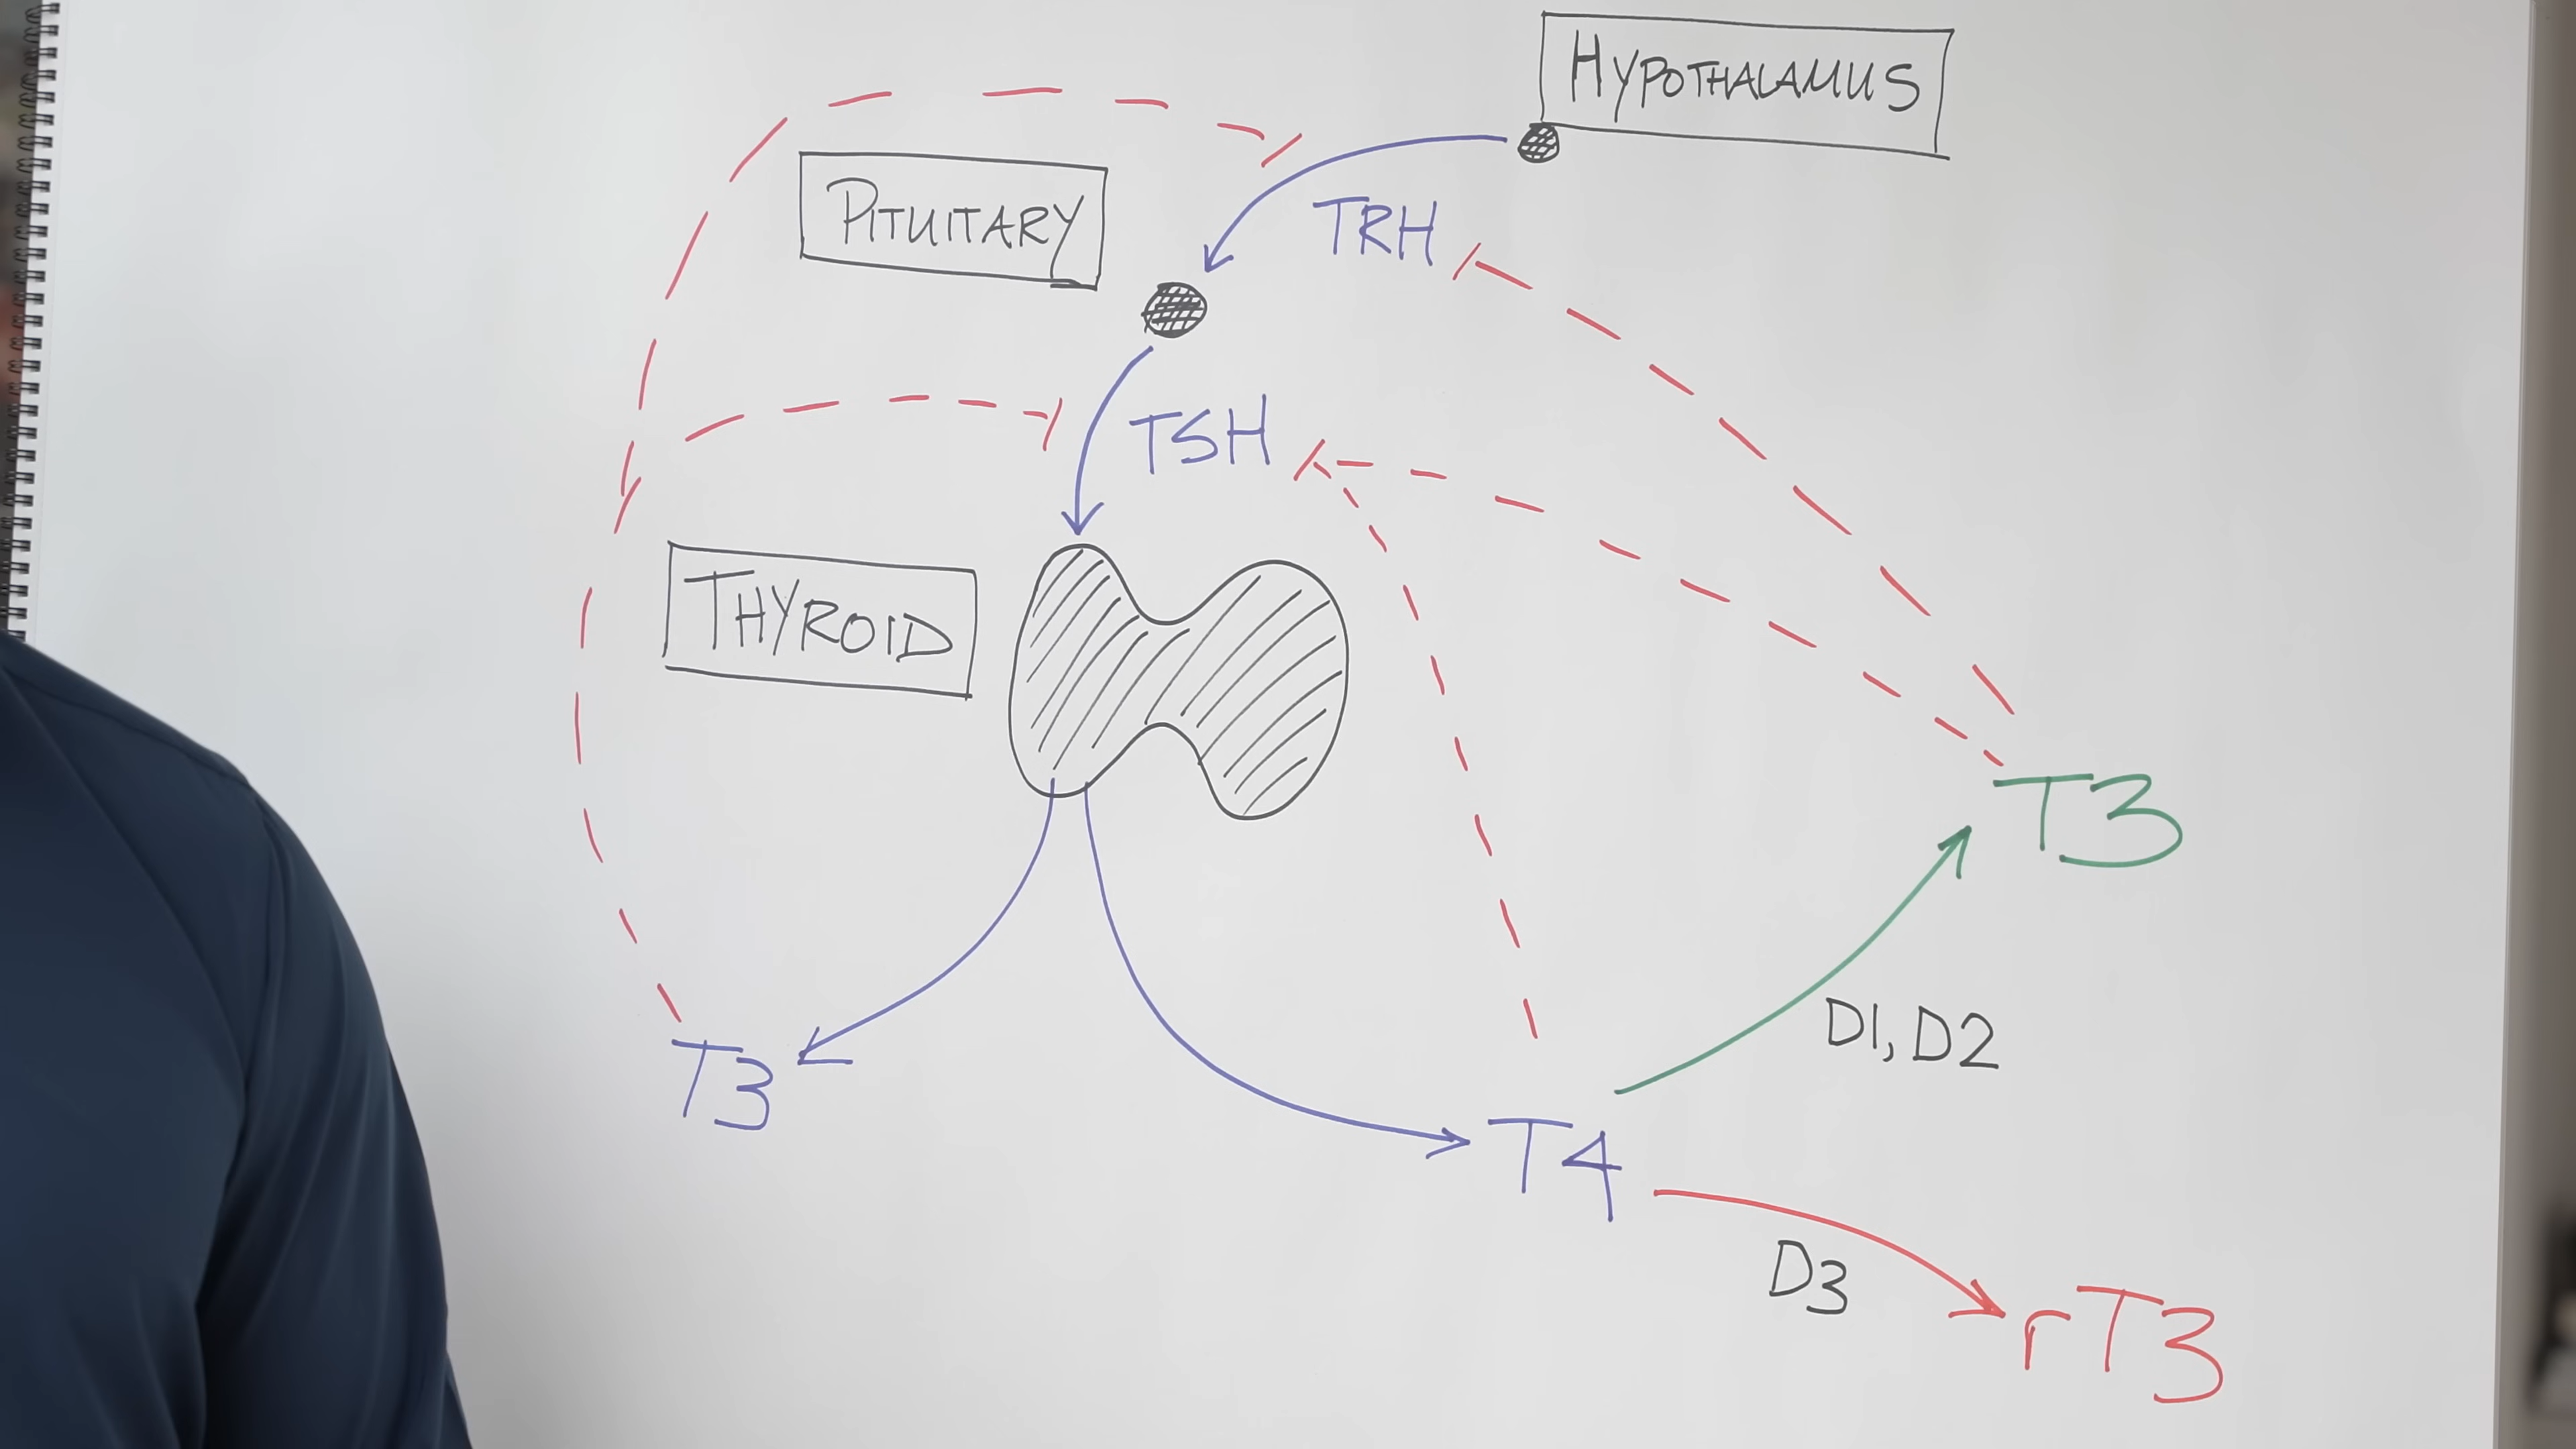 HYPOTHALAMUS
PITUITARY
TRH
TSH
THYROID
T3
T3
D1, D2
T4
D3
rT3